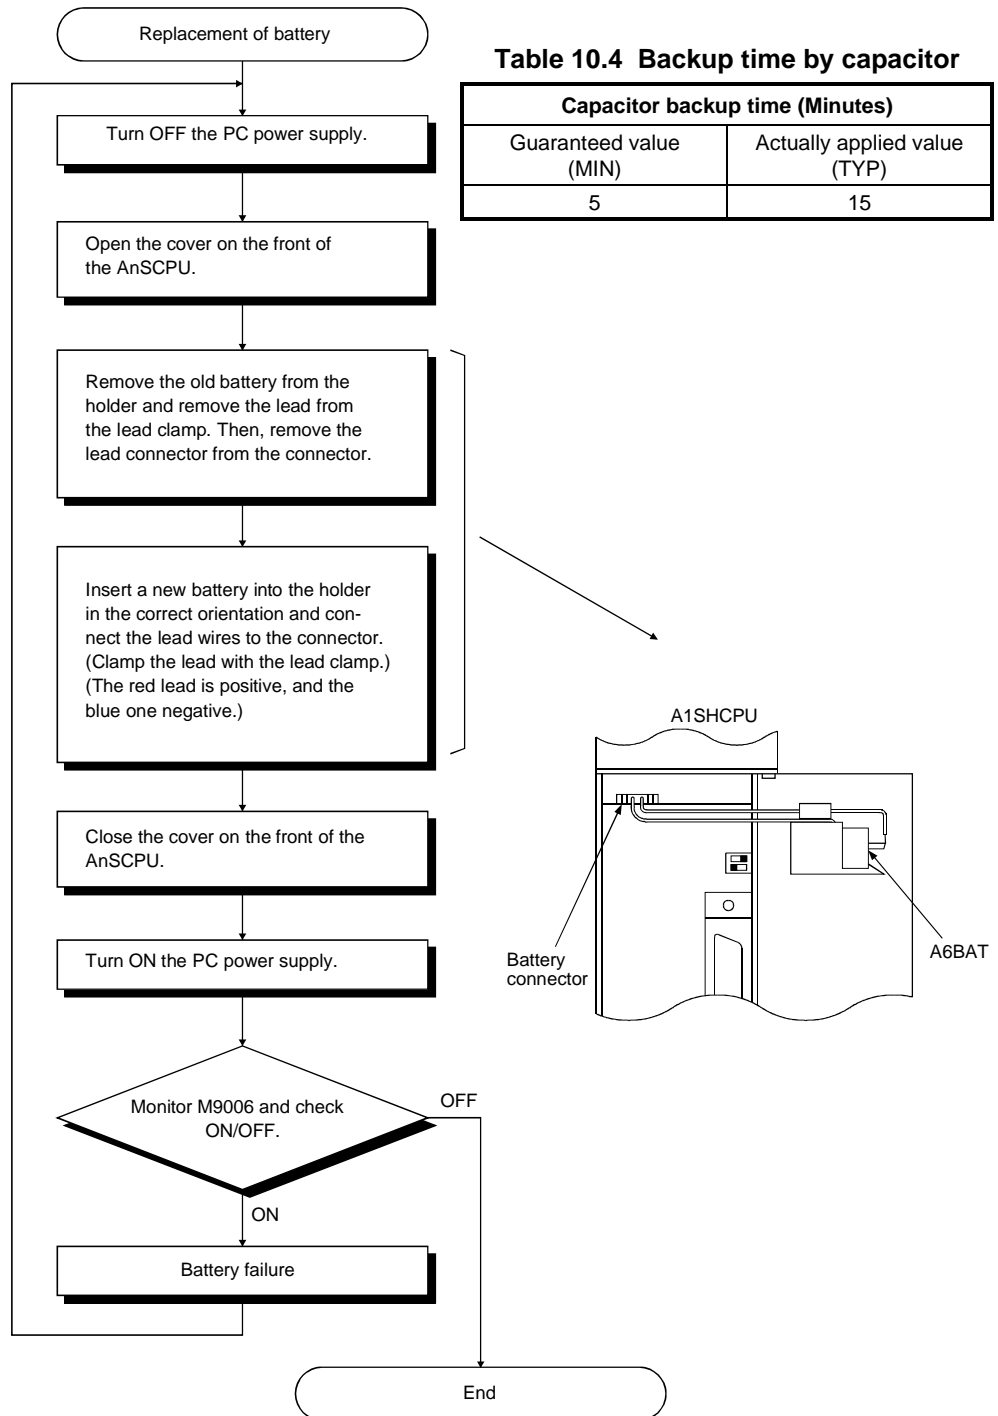 Replacement of battery
Table 10.4 Backup time by capacitor
Capacitor backup time (Minutes)
Guaranteed value
(MIN)
Actually applied value
(TYP)
5
15
Turn OFF the PC power supply.
Open the cover on the front of
the AnSCPU.
Remove the old battery from the
holder and remove the lead from
the lead clamp. Then, remove the
lead connector from the connector.
Insert a new battery into the holder
in the correct orientation and con-
nect the lead wires to the connector.
(Clamp the lead with the lead clamp.)
(The red lead is positive, and the
blue one negative.)
A1SHCPU
Battery
connector
A6BAT
Close the cover on the front of the
AnSCPU.
Turn ON the PC power supply.
Monitor M9006 and check
ON/OFF.
OFF
ON
Battery failure
End